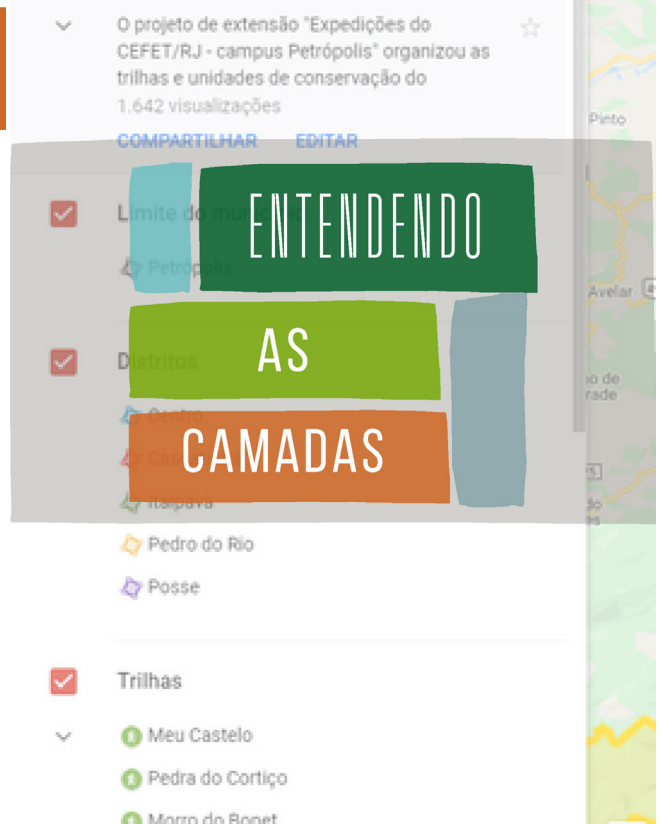 O projeto de extensão "Expedições do
CEFET/RJ - campus Petrópolis" organizou as
trilhas e unidades de conservação do
1.642 visualizações
COMPARTILHAR EDITAR
Pinto
Limite do município
ENTENDENDO
Petrópolis
Avelar
AS
Distritos
Centro
CAMADAS
Itaipava
Pedro do Rio
Posse
Trilhas
Meu Castelo
Pedra do Cortiço
Morro do Bonet